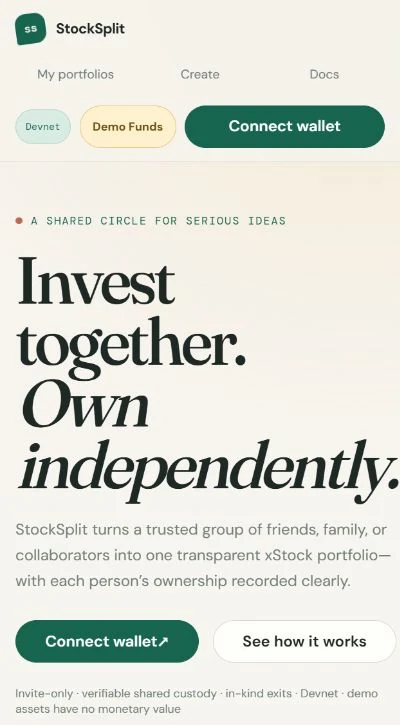 ss StockSplit
My portfolios Create Docs
Devnet Demo Funds Connect wallet
A SHARED CIRCLE FOR SERIOUS IDEAS
Invest
together.
Own
independently.
StockSplit turns a trusted group of friends, family, or
collaborators into one transparent xStock portfolio—
with each person’s ownership recorded clearly.
Connect wallet↗ See how it works
Invite-only · verifiable shared custody · in-kind exits · Devnet · demo
assets have no monetary value